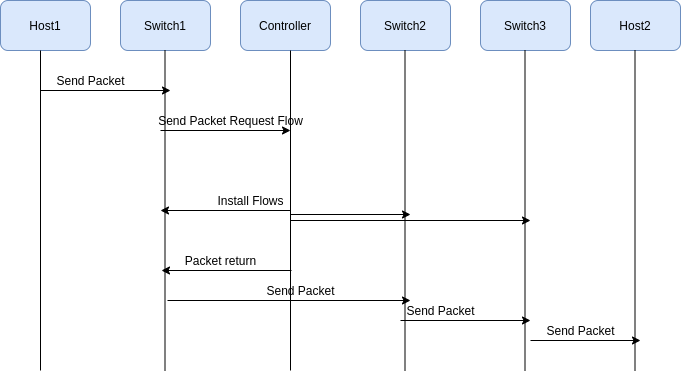 Host1
Switch1
Controller
Switch2
Switch3
Host2
Send Packet
Send Packet Request Flow
Install Flows
Packet return
Send Packet
Send Packet
Send Packet